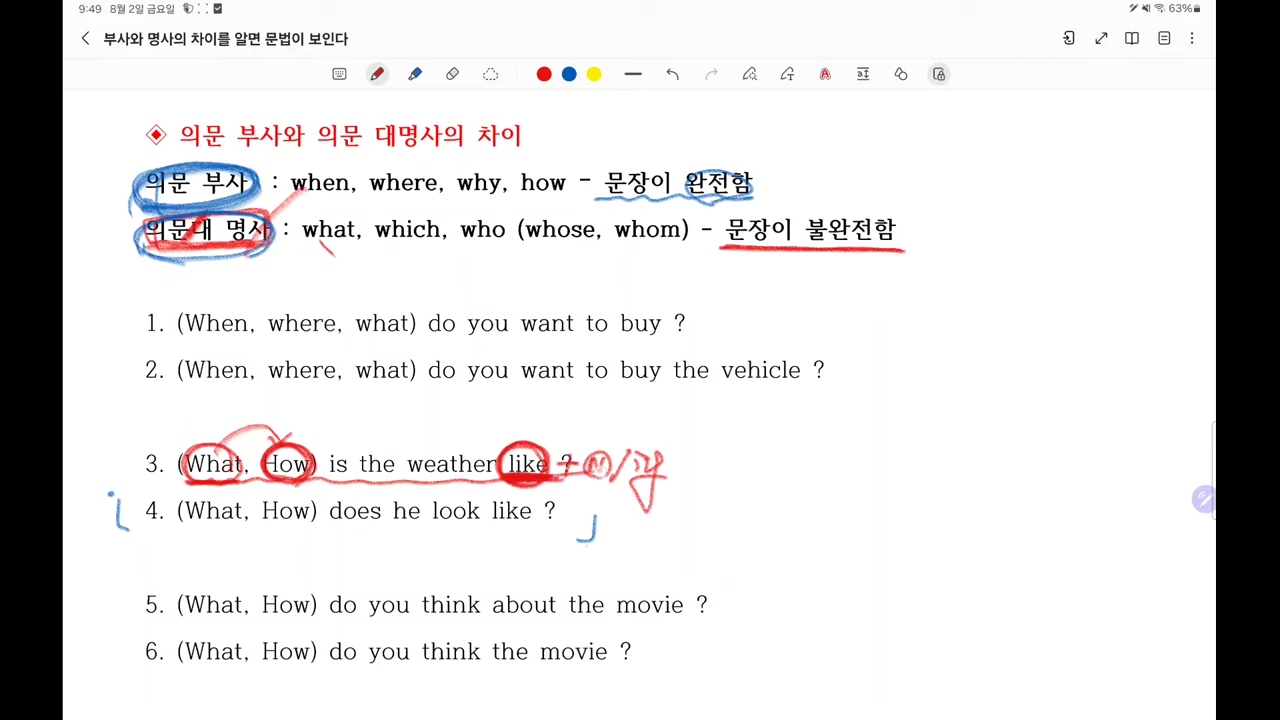 9:49 8월 2일 금요일
63%
부사와 명사의 차이를 알면 문법이 보인다
◈ 의문 부사와 의문 대명사의 차이
의문 부사 : when, where, why, how - 문장이 완전함
의문대 명사 : what, which, who (whose, whom) - 문장이 불완전함
1. (When, where, what) do you want to buy ?
2. (When, where, what) do you want to buy the vehicle ?
3. (What, How) is the weather like ? + M /
4. (What, How) does he look like ?
5. (What, How) do you think about the movie ?
6. (What, How) do you think the movie ?